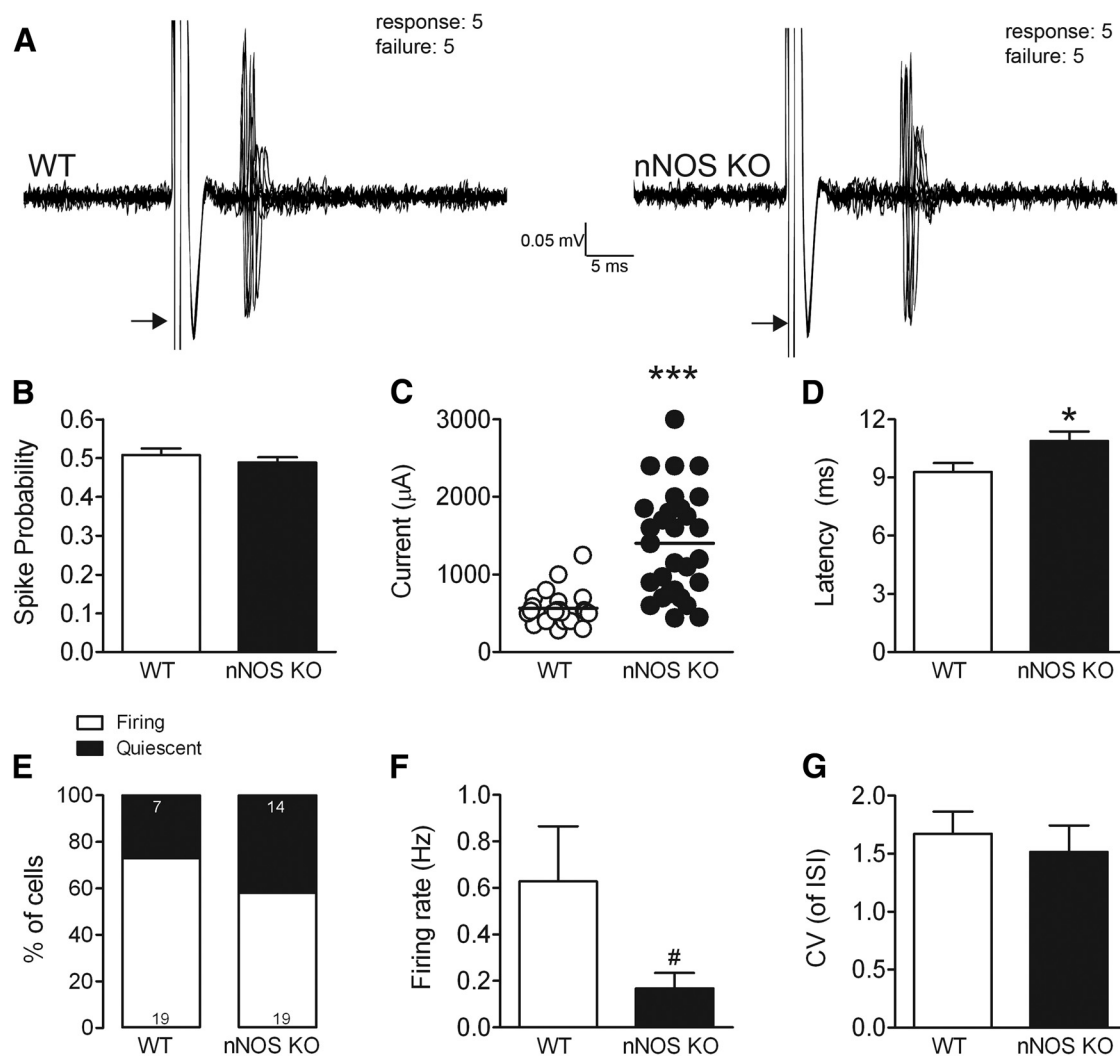 A
response: 5
failure: 5
WT
response: 5
failure: 5
nNOS KO
0.05 mV
5 ms
B
Spike Probability
0.6
0.5
0.4
0.3
0.2
0.1
0.0
WT
nNOS KO
C
***
Current (µA)
3000
2000
1000
0
WT
nNOS KO
D
*
Latency (ms)
12
9
6
3
0
WT
nNOS KO
Firing
Quiescent
E
% of cells
100
80
60
40
20
0
7
14
19
19
WT
nNOS KO
F
Firing rate (Hz)
1.0
0.8
0.6
0.4
0.2
0.0
#
WT
nNOS KO
G
CV (of ISI)
2.0
1.5
1.0
0.5
0.0
WT
nNOS KO